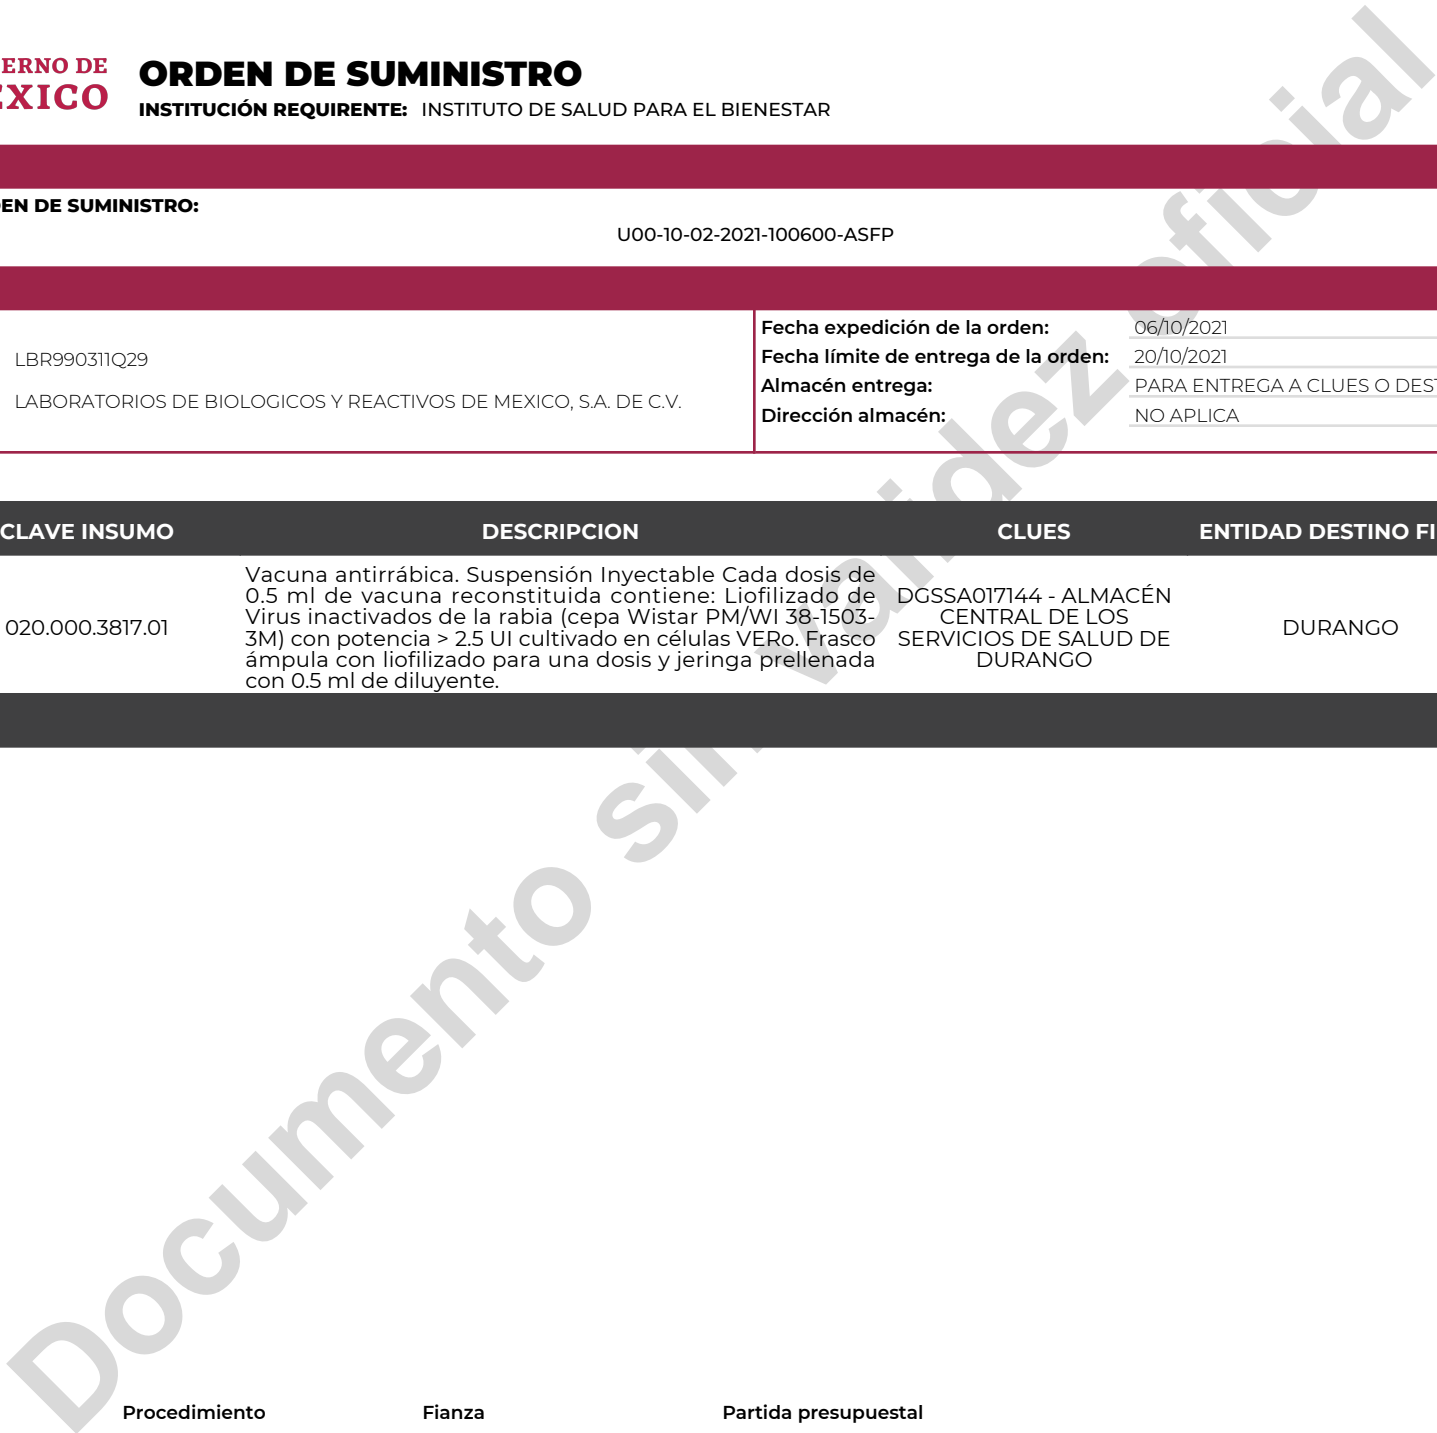 ERNO DE
EXICO
ORDEN DE SUMINISTRO
INSTITUCIÓN REQUIRENTE: INSTITUTO DE SALUD PARA EL BIENESTAR
EN DE SUMINISTRO:
U00-10-02-2021-100600-ASFP
LBR990311Q29
LABORATORIOS DE BIOLOGICOS Y REACTIVOS DE MEXICO, S.A. DE C.V.
Fecha expedición de la orden: 06/10/2021
Fecha límite de entrega de la orden: 20/10/2021
Almacén entrega: PARA ENTREGA A CLUES O DEST
Dirección almacén: NO APLICA
CLAVE INSUMO DESCRIPCION CLUES ENTIDAD DESTINO FI
020.000.3817.01
Vacuna antirrábica. Suspensión Inyectable Cada dosis de
0.5 ml de vacuna reconstituida contiene: Liofilizado de
Virus inactivados de la rabia (cepa Wistar PM/WI 38-1503-
3M) con potencia > 2.5 UI cultivado en células VERo. Frasco
ámpula con liofilizado para una dosis y jeringa prellenada
con 0.5 ml de diluyente.
DGSSA017144 - ALMACÉN
CENTRAL DE LOS
SERVICIOS DE SALUD DE
DURANGO
DURANGO
Documento sin validez oficial
Procedimiento Fianza Partida presupuestal